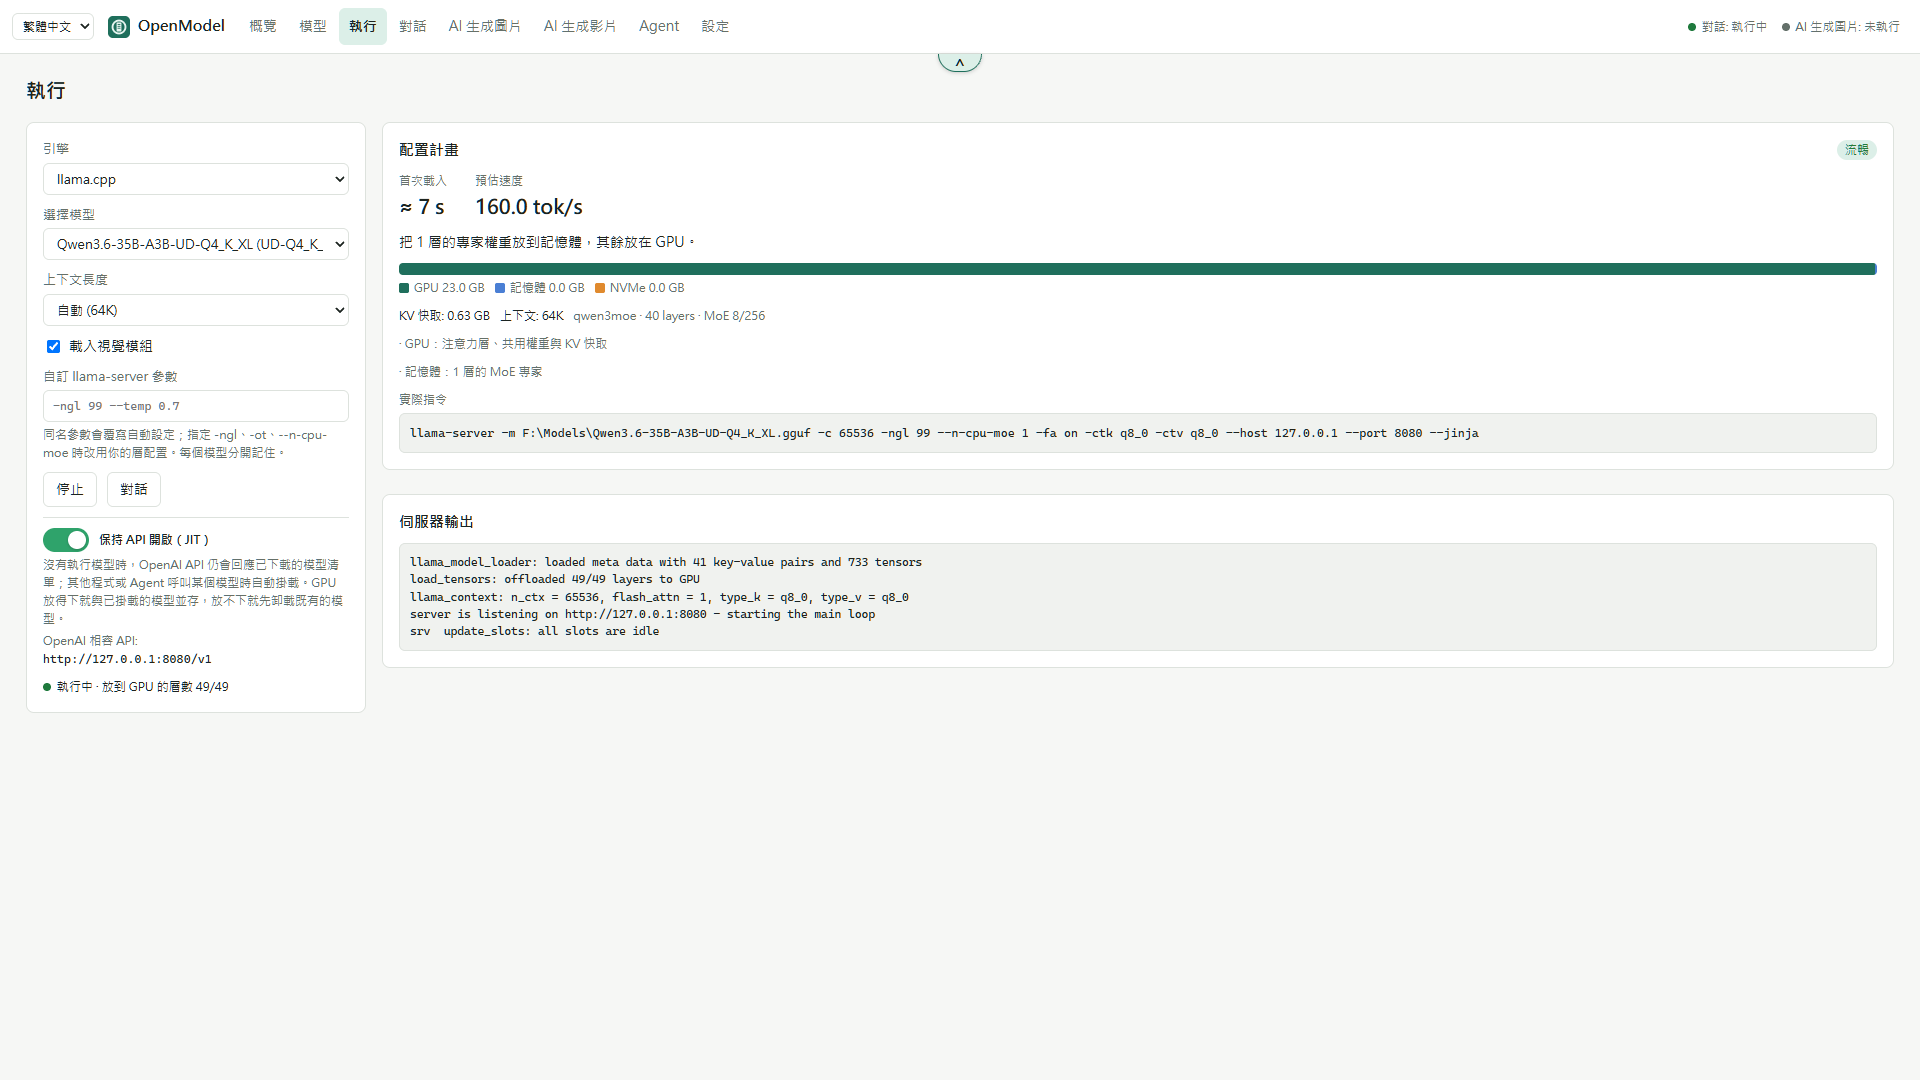 繁體中文
OpenModel
概覽
模型
執行
對話
AI 生成圖片
AI 生成影片
Agent
設定
對話: 執行中
AI 生成圖片: 未執行
執行
引擎
llama.cpp
選擇模型
Qwen3.6-35B-A3B-UD-Q4_K_XL (UD-Q4_K_
上下文長度
自動 (64K)
載入視覺模組
自訂 llama-server 參數
-ngl 99 --temp 0.7
同名參數會覆寫自動設定；指定 -ngl、-ot、--n-cpu-
moe 時改用你的層配置。每個模型分開記住。
停止
對話
保持 API 開啟（JIT）
沒有執行模型時，OpenAI API 仍會回應已下載的模型清
單；其他程式或 Agent 呼叫某個模型時自動掛載。GPU
放得下就與已掛載的模型並存，放不下就先卸載既有的模
型。
OpenAI 相容 API:
http://127.0.0.1:8080/v1
執行中 · 放到 GPU 的層數 49/49
配置計畫
流暢
首次載入
預估速度
≈ 7 s
160.0 tok/s
把 1 層的專家權重放到記憶體，其餘放在 GPU。
GPU 23.0 GB
記憶體 0.0 GB
NVMe 0.0 GB
KV 快取: 0.63 GB
上下文: 64K
qwen3moe · 40 layers · MoE 8/256
· GPU：注意力層、共用權重與 KV 快取
· 記憶體：1 層的 MoE 專家
實際指令
llama-server -m F:\Models\Qwen3.6-35B-A3B-UD-Q4_K_XL.gguf -c 65536 -ngl 99 --n-cpu-moe 1 -fa on -ctk q8_0 -ctv q8_0 --host 127.0.0.1 --port 8080 --jinja
伺服器輸出
llama_model_loader: loaded meta data with 41 key-value pairs and 733 tensors
load_tensors: offloaded 49/49 layers to GPU
llama_context: n_ctx = 65536, flash_attn = 1, type_k = q8_0, type_v = q8_0
server is listening on http://127.0.0.1:8080 - starting the main loop
srv  update_slots: all slots are idle